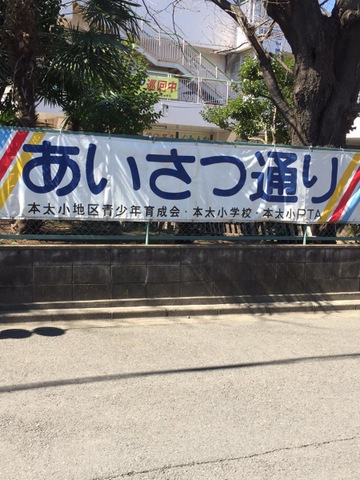 巡回中
あいさつ通り
本太小地区青少年育成会・本太小学校・本太小PTA